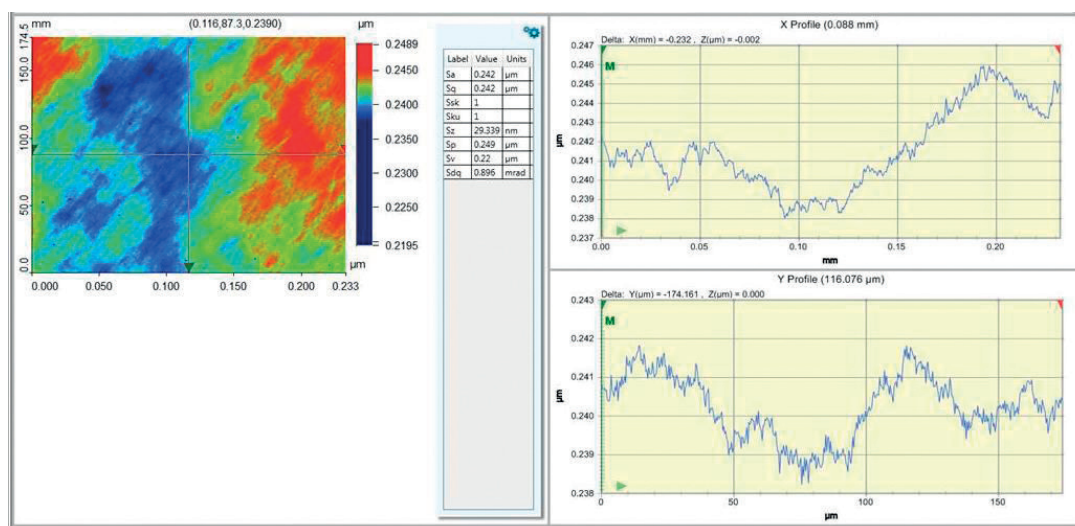 mm
(0.116,87.3,0.2390)
µm
174.5
150.0
100.0
50.0
0.0
0.000
0.050
0.100
0.150
0.200
0.233
0.2489
0.2450
0.2400
0.2350
0.2300
0.2250
0.2195
µm
Label Value Units
Sa 0.242 µm
Sq 0.242 µm
Ssk 1
Sku 1
Sz 29.339 nm
Sp 0.249 µm
Sv 0.22 µm
Sdq 0.896 mrad
X Profile (0.088 mm)
Delta: X(mm) = -0.232, Z(µm) = -0.002
M
0.247
0.246
0.245
0.244
0.243
0.242
0.241
0.240
0.239
0.238
0.237
µm
0.00
0.05
0.10
0.15
0.20
mm
Y Profile (116.076 µm)
Delta: Y(µm) = -174.161 , Z(µm) = 0.000
M
0.243
0.242
0.241
0.240
0.239
0.238
µm
50
100
150
µm